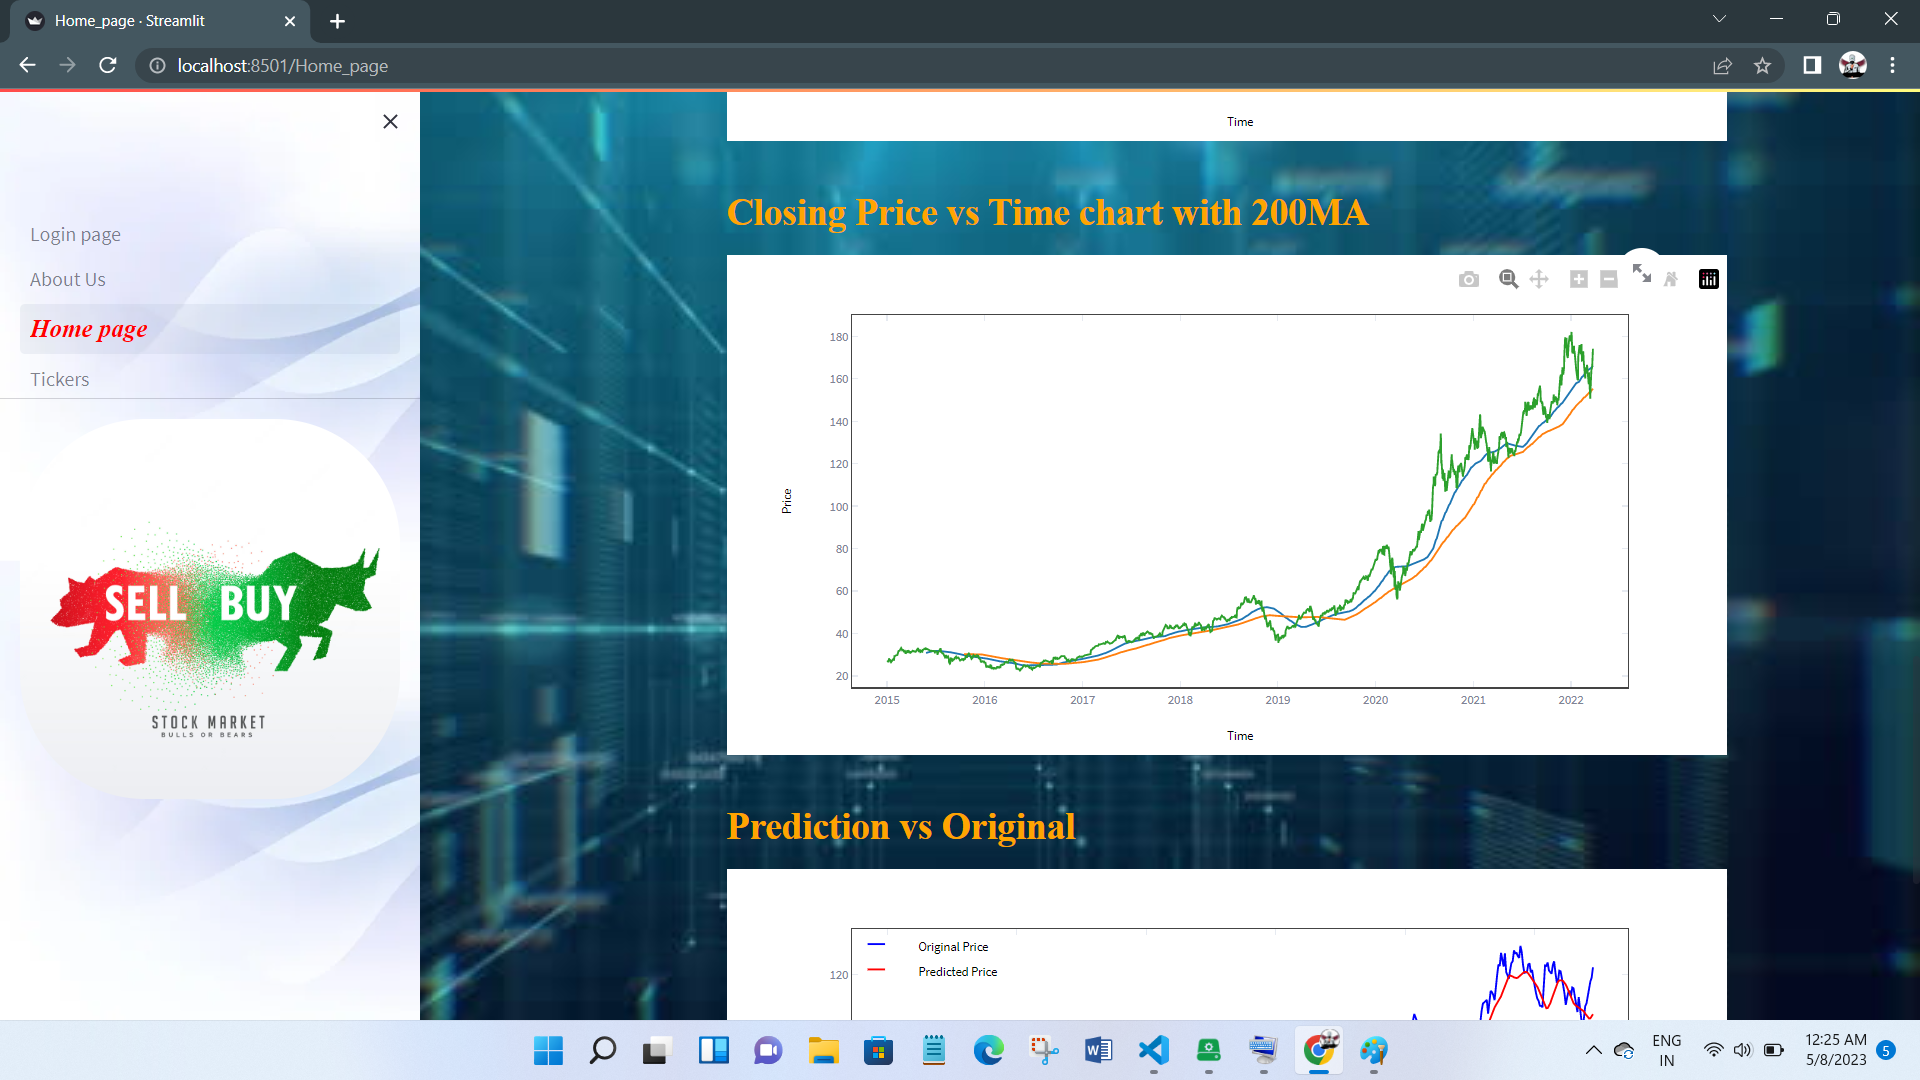 Home_page · Streamlit
localhost:8501/Home_page
Login page
About Us
Home page
Tickers
SELL BUY
STOCK MARKET
BULLS OR BEARS
Time
Closing Price vs Time chart with 200MA
180
160
140
120
100
80
60
40
20
Price
2015 2016 2017 2018 2019 2020 2021 2022
Time
Prediction vs Original
Original Price
Predicted Price
120
ENG
IN
12:25 AM
5/8/2023
5